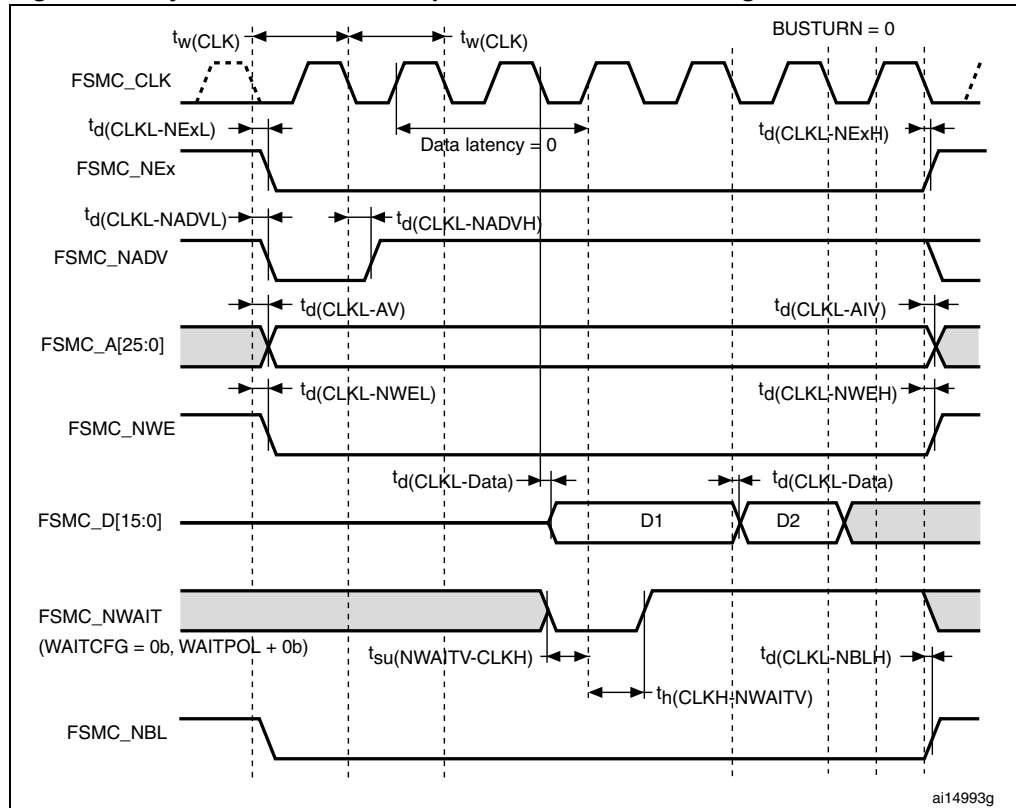 BUSTURN = 0
tw(CLK)
tw(CLK)
FSMC_CLK
td(CLKL-NExL)
Data latency = 0
td(CLKL-NExH)
FSMC_NEx
td(CLKL-NADVL)
td(CLKL-NADVH)
FSMC_NADV
td(CLKL-AV)
td(CLKL-AIV)
FSMC_A[25:0]
td(CLKL-NWEL)
td(CLKL-NWEH)
FSMC_NWE
td(CLKL-Data)
td(CLKL-Data)
FSMC_D[15:0]
D1
D2
FSMC_NWAIT
(WAITCFG = 0b, WAITPOL + 0b)
tsu(NWAITV-CLKH)
td(CLKL-NBLH)
th(CLKH-NWAITV)
FSMC_NBL
ai14993g